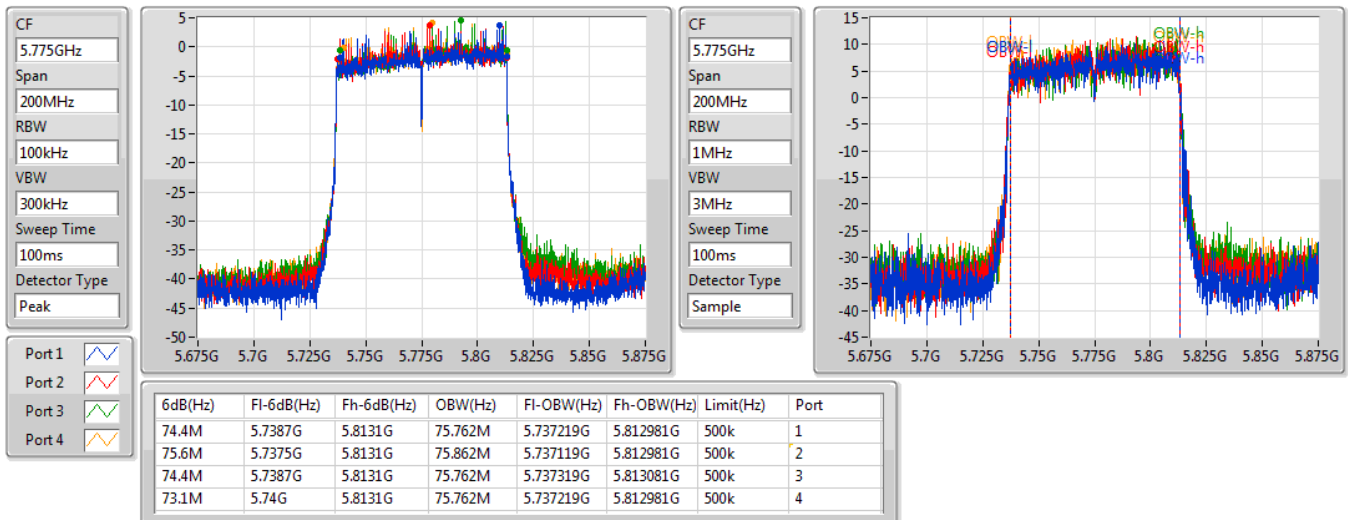 CF
5.775GHz
Span
200MHz
RBW
100kHz
VBW
300kHz
Sweep Time
100ms
Detector Type
Peak
5
0
-5
-10
-15
-20
-25
-30
-35
-40
-45
-50
5.675G 5.7G 5.725G 5.75G 5.775G 5.8G 5.825G 5.85G 5.875G
CF
5.775GHz
Span
200MHz
RBW
1MHz
VBW
3MHz
Sweep Time
100ms
Detector Type
Sample
15
10
5
0
-5
-10
-15
-20
-25
-30
-35
-40
-45
OBW-l
OBW-h
OBW-h
5.675G 5.7G 5.725G 5.75G 5.775G 5.8G 5.825G 5.85G 5.875G
Port 1
Port 2
Port 3
Port 4
6dB(Hz) Fl-6dB(Hz) Fh-6dB(Hz) OBW(Hz) Fl-OBW(Hz) Fh-OBW(Hz) Limit(Hz) Port
74.4M 5.7387G 5.8131G 75.762M 5.737219G 5.812981G 500k 1
75.6M 5.7375G 5.8131G 75.862M 5.737119G 5.812981G 500k 2
74.4M 5.7387G 5.8131G 75.762M 5.737319G 5.813081G 500k 3
73.1M 5.74G 5.8131G 75.762M 5.737219G 5.812981G 500k 4